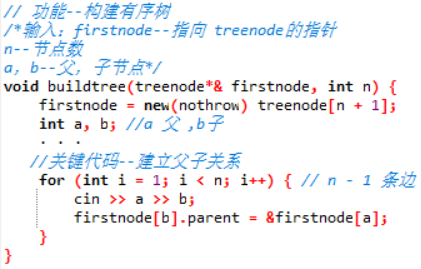 // 功能--构建有序树
/*输入：firstnode--指向 treenode的指针
n--节点数
a，b--父，子节点*/
void buildtree(treenode*& firstnode, int n) {
firstnode = new(nothrow) treenode[n + 1];
int a, b; //a 父 ,b子
. . .
//关键代码--建立父子关系
for (int i = 1; i < n; i++) { // n - 1 条边
cin >> a >> b;
firstnode[b].parent = &firstnode[a];
}
}